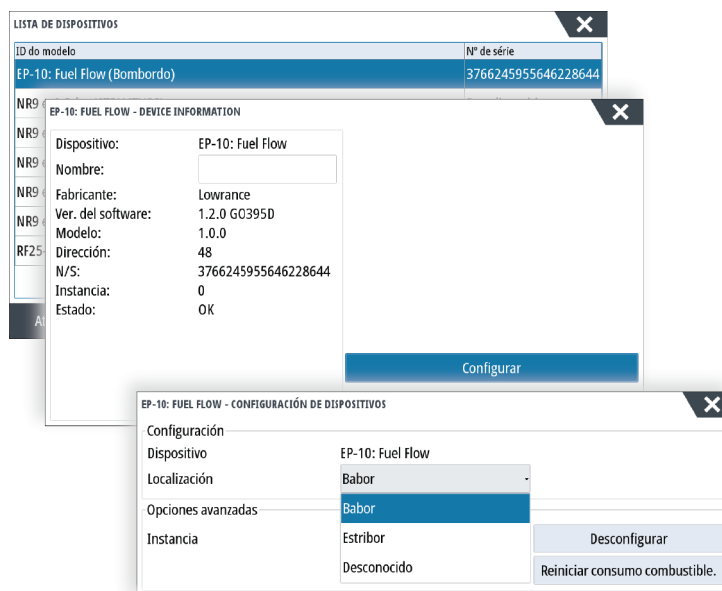 LISTA DE DISPOSITIVOS
ID do modelo Nº de série
EP-10: Fuel Flow (Bombordo) 3766245955646228644
NR9
EP-10: FUEL FLOW - DEVICE INFORMATION
NR9
NR9
NR9
NR9
RF25-
Dispositivo: EP-10: Fuel Flow
Nombre:
Fabricante: Lowrance
Ver. del software: 1.2.0 GO395D
Modelo: 1.0.0
Dirección: 48
N/S: 3766245955646228644
Instancia: 0
Estado: OK
Configurar
EP-10: FUEL FLOW - CONFIGURACIÓN DE DISPOSITIVOS
Configuración
Dispositivo EP-10: Fuel Flow
Localización Babor
Opciones avanzadas Babor
Instancia Estribor Desconfigurar
Desconocido Reiniciar consumo combustible.